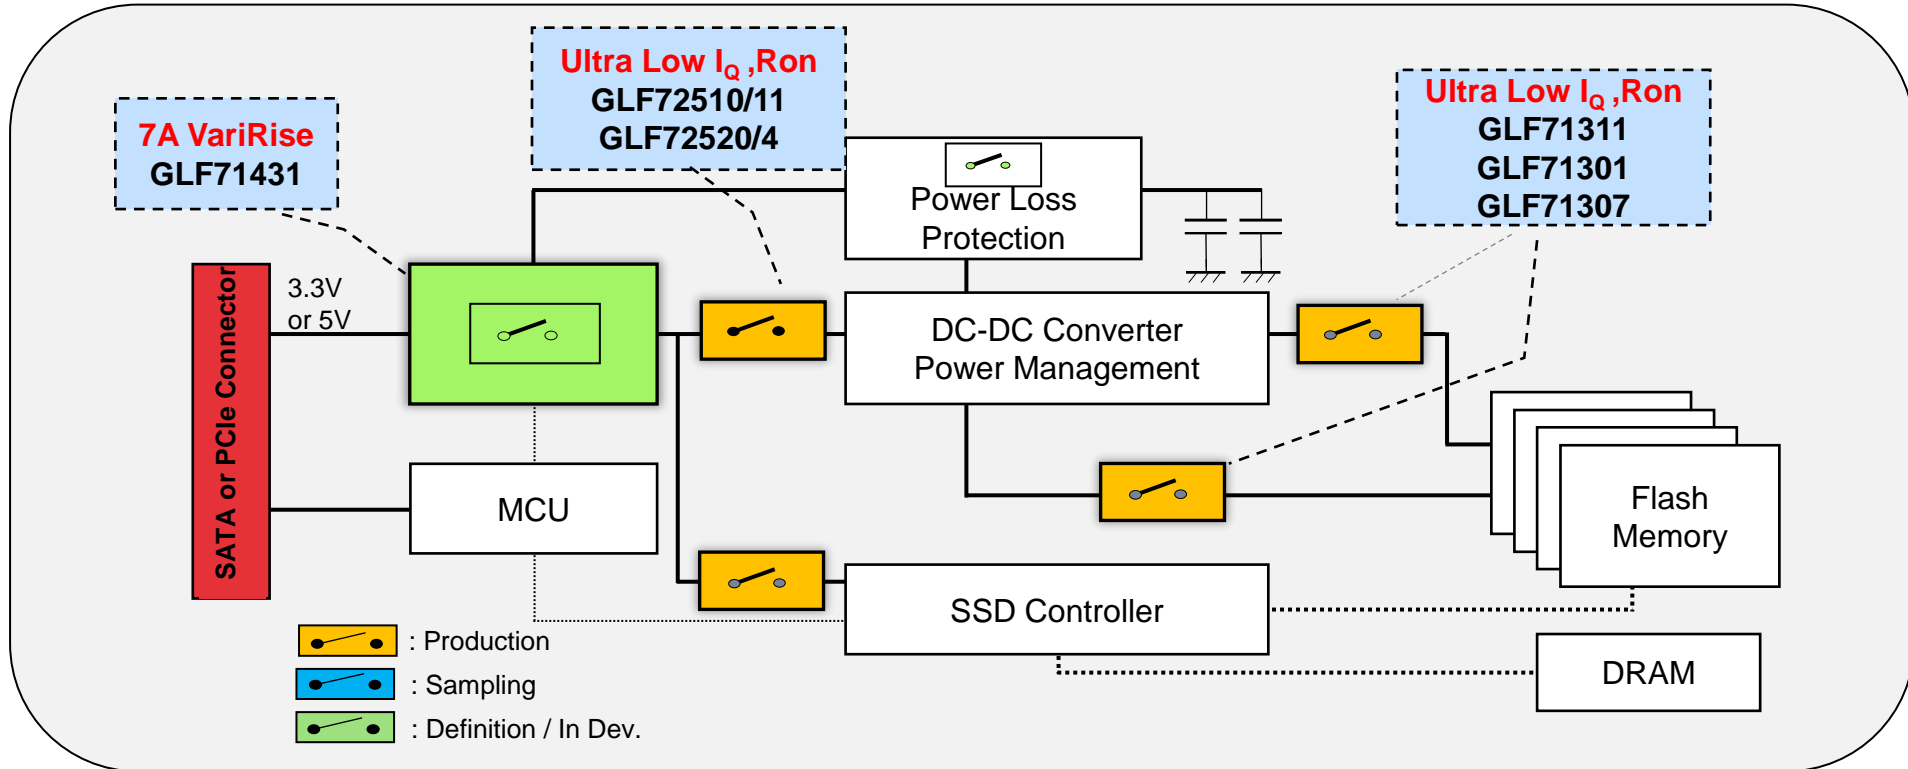 Ultra Low IQ ,Ron
GLF72510/11
GLF72520/4
Ultra Low IQ ,Ron
GLF71311
GLF71301
GLF71307
7A VariRise
GLF71431
Power Loss
Protection
SATA or PCIe Connector
3.3V
or 5V
DC-DC Converter
Power Management
MCU
Flash
Memory
SSD Controller
DRAM
: Production
: Sampling
: Definition / In Dev.